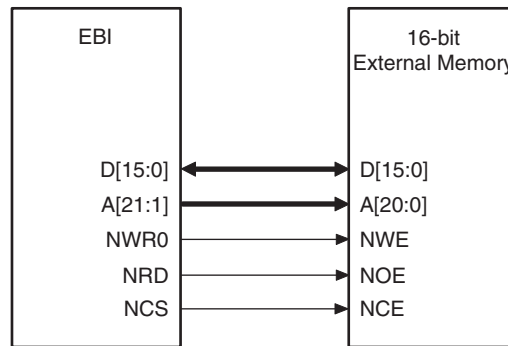 EBI
16-bit
External Memory
D[15:0] D[15:0]
A[21:1] A[20:0]
NWR0 NWE
NRD NOE
NCS NCE